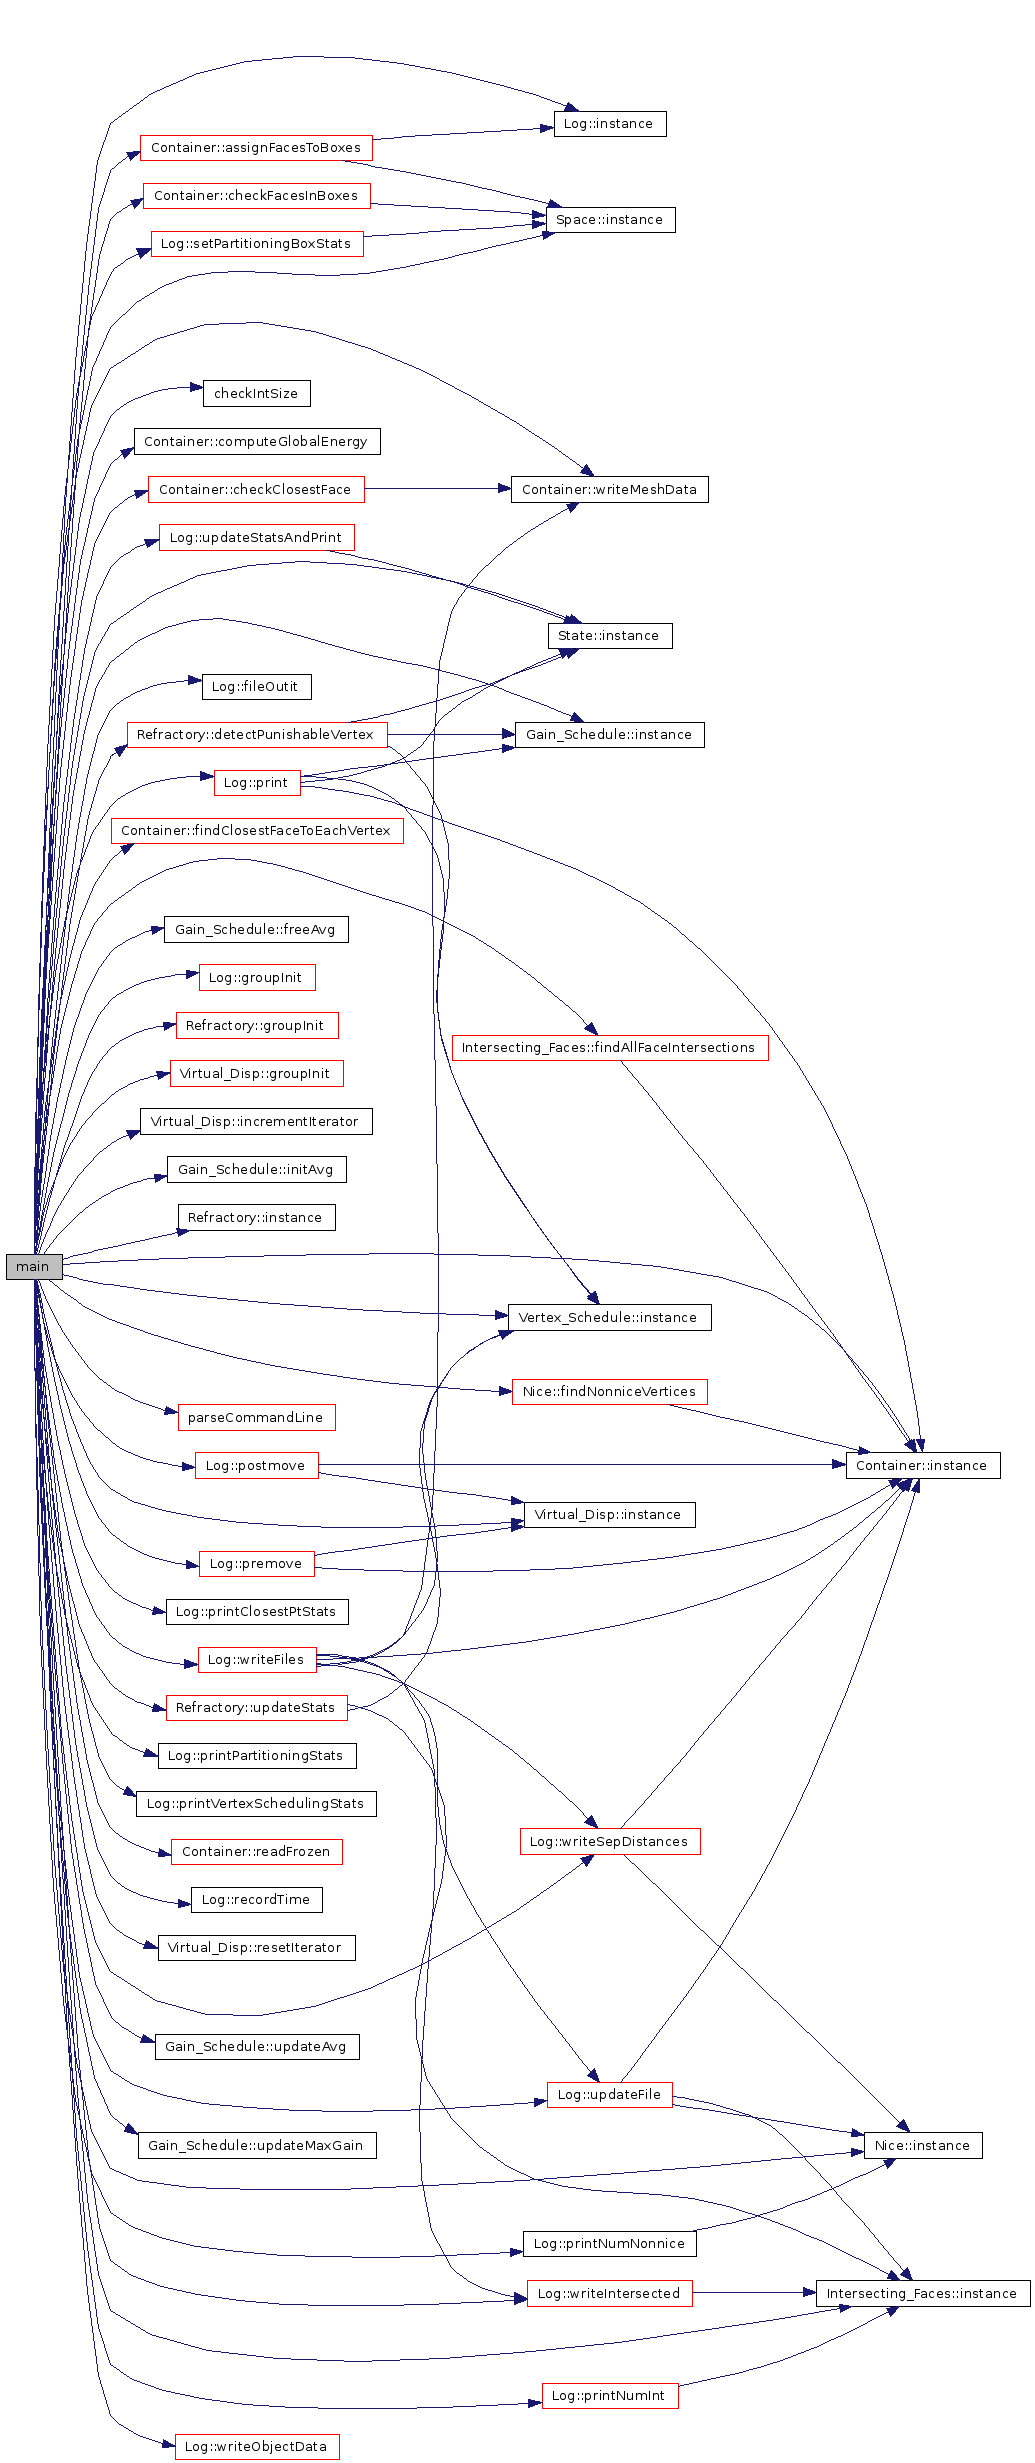 Log::instance
Container::assignFacesToBoxes
Container::checkFacesInBoxes
Space::instance
Log::setPartitioningBoxStats
checkIntSize
Container::computeGlobalEnergy
Container::checkClosestFace
Container::writeMeshData
Log::updateStatsAndPrint
State::instance
Log::fileOutit
Refractory::detectPunishableVertex
Gain_Schedule::instance
Log::print
Container::findClosestFaceToEachVertex
Gain_Schedule::freeAvg
Log::groupInit
Refractory::groupInit
Intersecting_Faces::findAllFaceIntersections
Virtual_Disp::groupInit
Virtual_Disp::incrementIterator
Gain_Schedule::initAvg
Refractory::instance
main
Vertex_Schedule::instance
Nice::findNonniceVertices
parseCommandLine
Log::postmove
Container::instance
Virtual_Disp::instance
Log::premove
Log::printClosestPtStats
Log::writeFiles
Refractory::updateStats
Log::printPartitioningStats
Log::printVertexSchedulingStats
Log::writeSepDistances
Container::readFrozen
Log::recordTime
Virtual_Disp::resetIterator
Gain_Schedule::updateAvg
Log::updateFile
Gain_Schedule::updateMaxGain
Nice::instance
Log::printNumNonnice
Log::writeIntersected
Intersecting_Faces::instance
Log::printNumInt
Log::writeObjectData